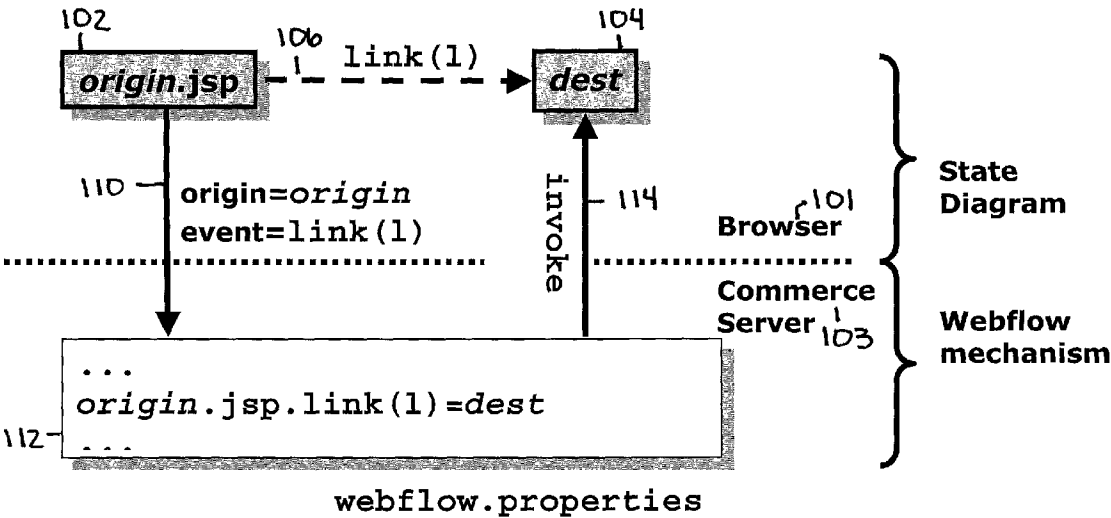 102
104
106
link(l)
origin.jsp
dest
110
origin=origin
event=link(l)
invoke
114
State
Diagram
101
Browser
Commerce
Server
103
Webflow
mechanism
...
origin.jsp.link(l)=dest
...
112
webflow.properties